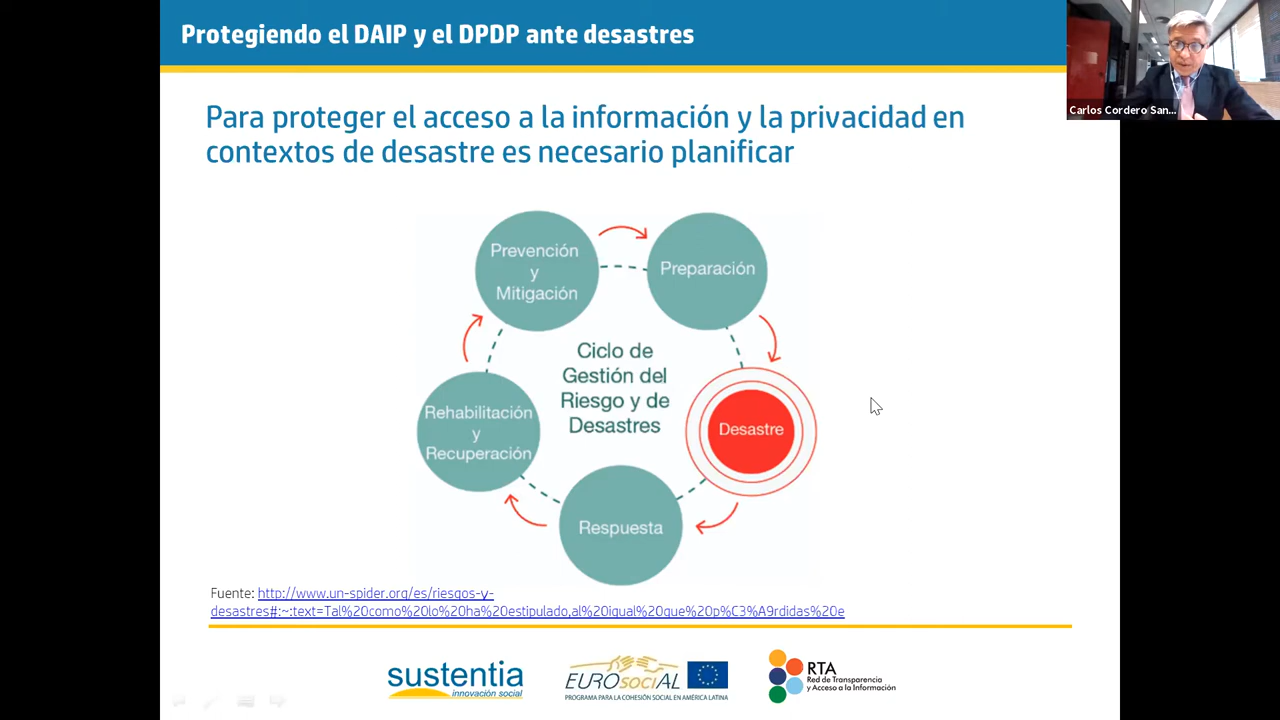 Protegiendo el DAIP y el DPDP ante desastres
Carlos Cordero San...
Para proteger el acceso a la información y la privacidad en
contextos de desastre es necesario planificar
Prevención
y
Mitigación
Preparación
Ciclo de
Gestión del
Riesgo y de
Desastres
Desastre
Rehabilitación
y
Recuperación
Respuesta
Fuente: http://www.un-spider.org/es/riesgos-y-
desastres#:~:text=Tal%20como%20lo%20ha%20estipulado,al%20igual%20que%20p%C3%A9rdidas%20e
sustentia
innovación social
EUROsociAL
PROGRAMA PARA LA COHESIÓN SOCIAL EN AMÉRICA LATINA
RTA
Red de Transparencia
y Acceso a la Información